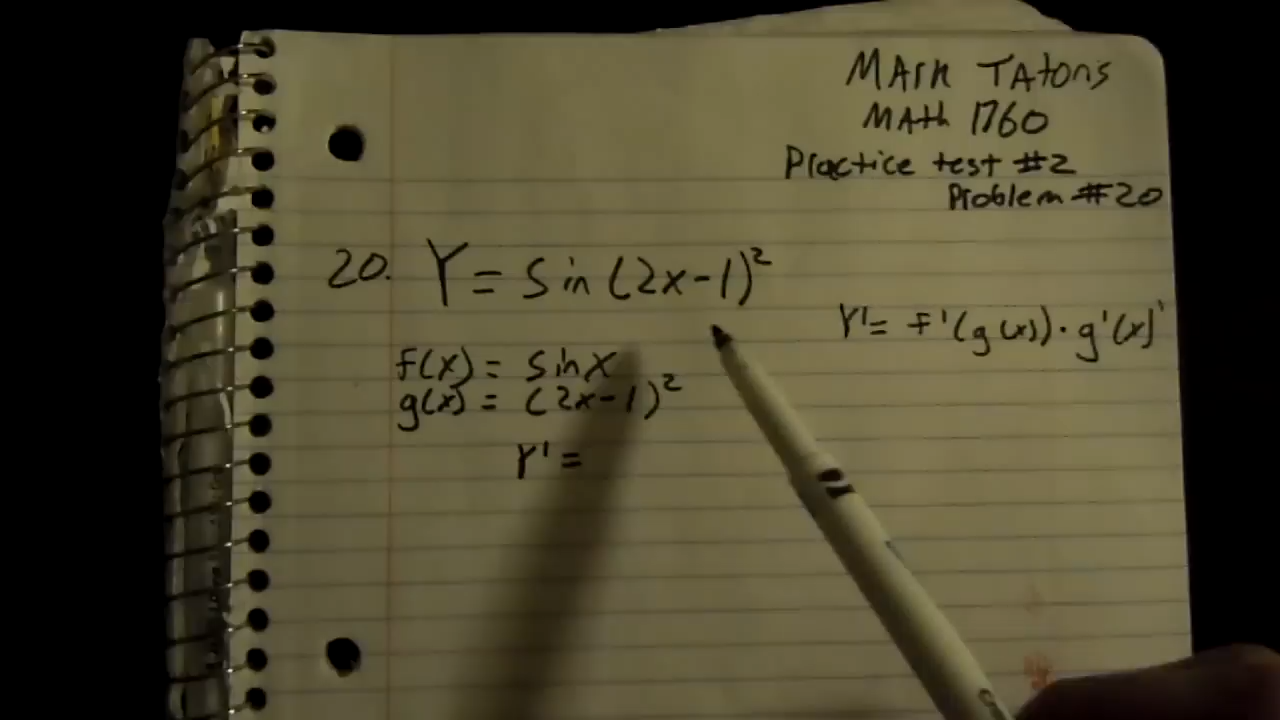 Mark Tatons
Math 1760
Practice test #2
Problem #20
20. Y = Sin (2x-1)²
Y' = f'(g(x)) · g'(x)'
f(x) = sin x
g(x) = (2x-1)²
Y' =